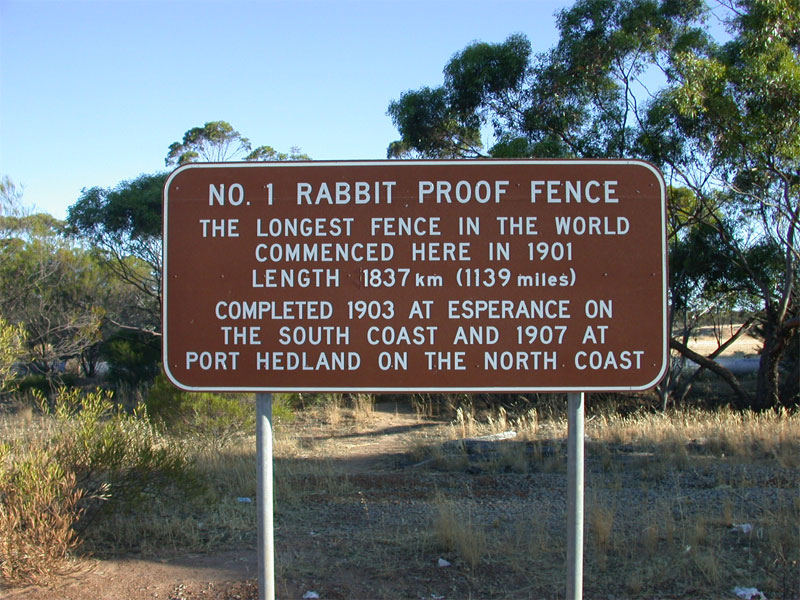 NO. 1 RABBIT PROOF FENCE
THE LONGEST FENCE IN THE WORLD
COMMENCED HERE IN 1901
LENGTH 1837 km (1139 miles)
COMPLETED 1903 AT ESPERANCE ON
THE SOUTH COAST AND 1907 AT
PORT HEDLAND ON THE NORTH COAST